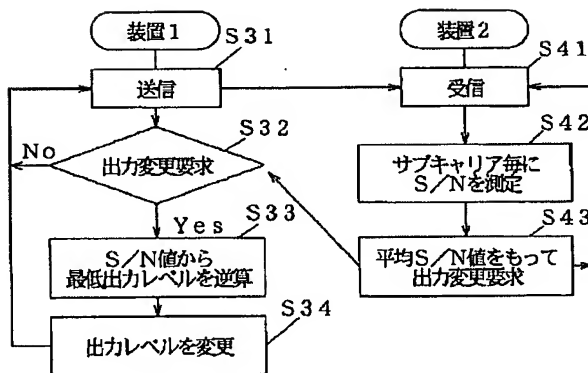 装置1
S31
送信
S32
出力変更要求
No
Yes
S33
S/N値から
最低出力レベルを逆算
S34
出力レベルを変更
装置2
S41
受信
S42
サブキャリア毎に
S/Nを測定
S43
平均S/N値をもって
出力変更要求